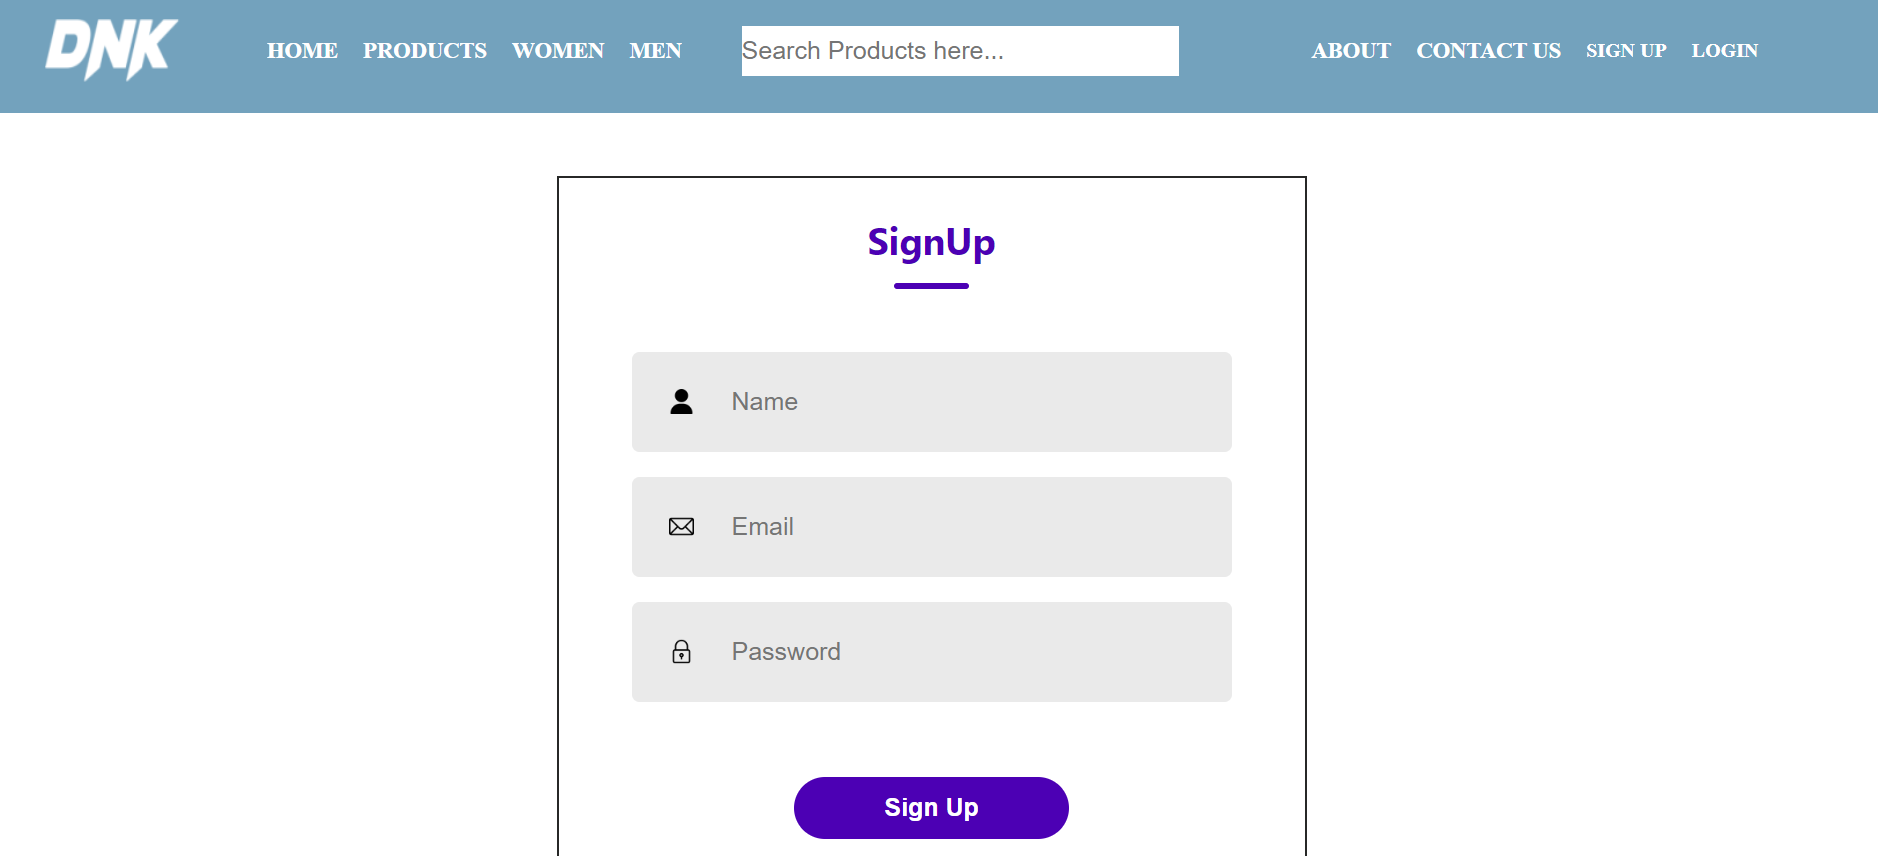 DNK HOME PRODUCTS WOMEN MEN Search Products here... ABOUT CONTACT US SIGN UP LOGIN
SignUp
Name
Email
Password
Sign Up